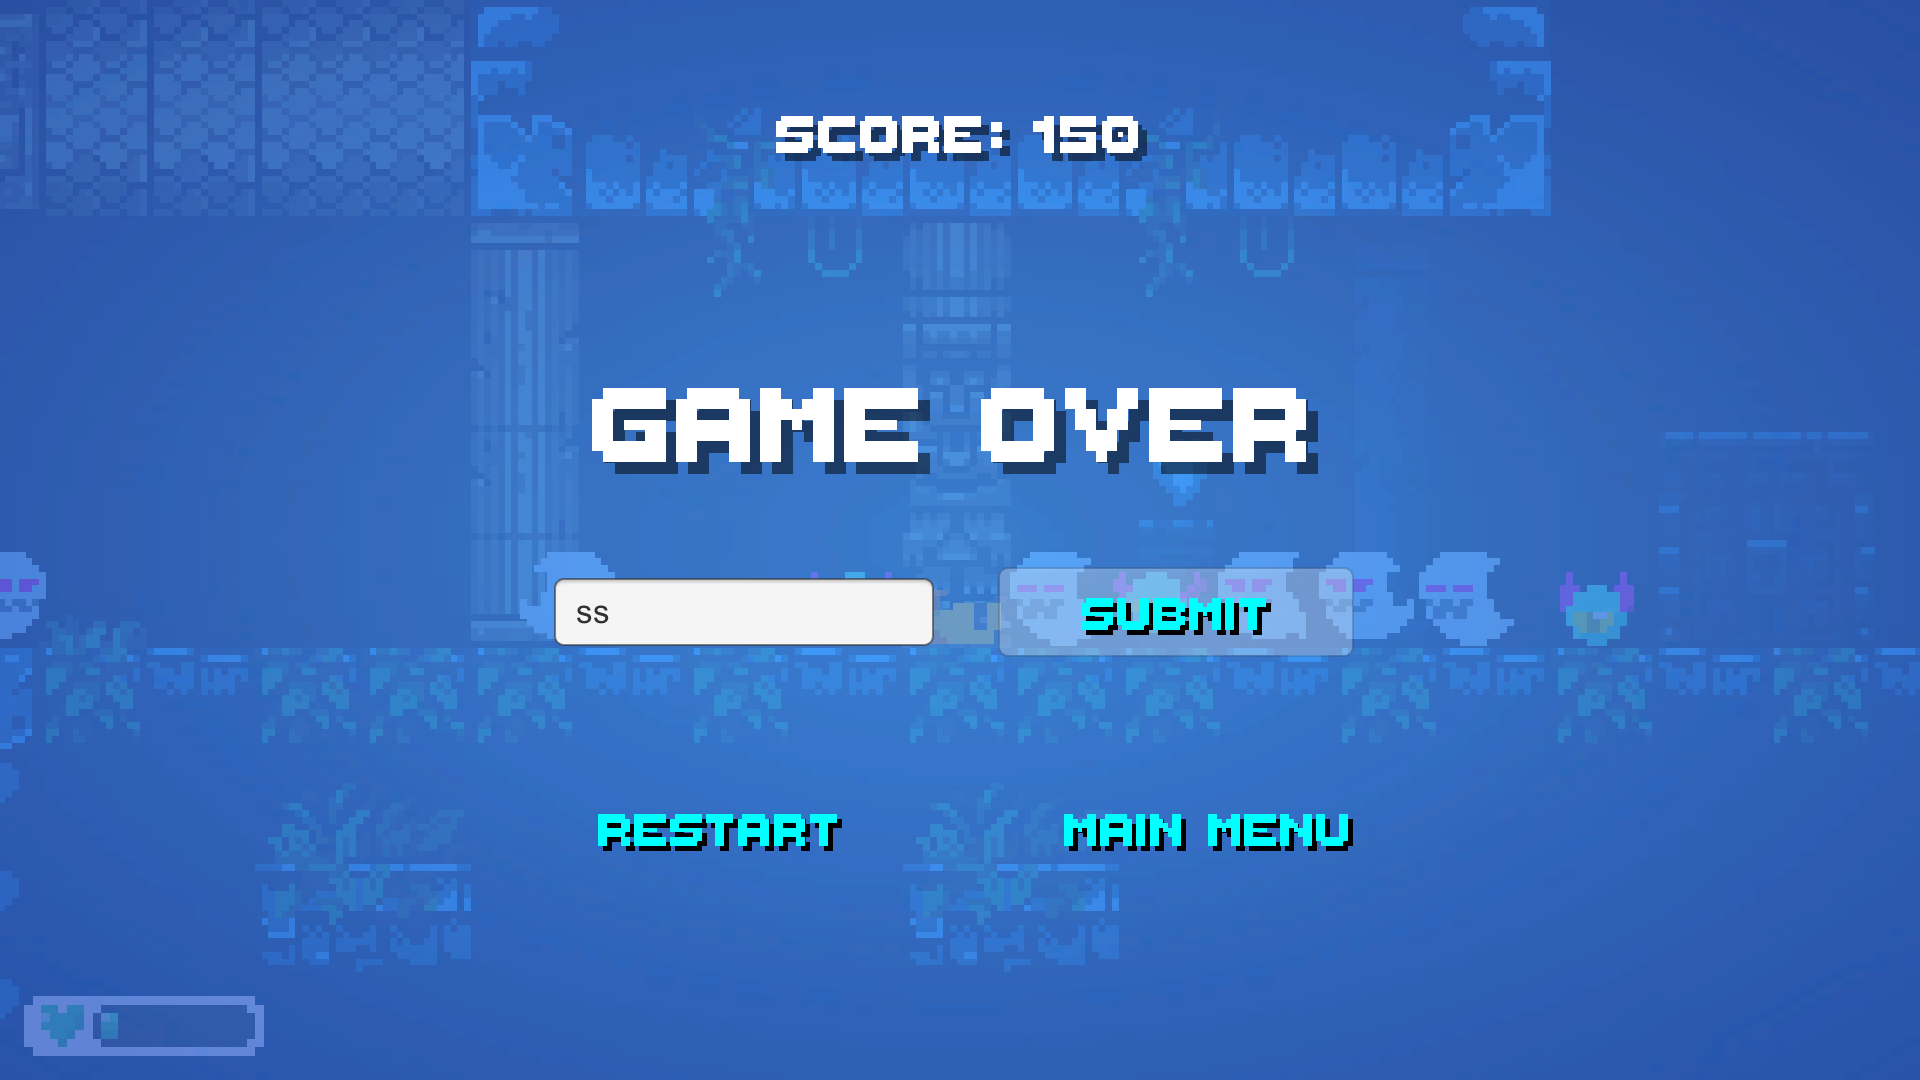 SCORE: 150
GAME OVER
ss
SUBMIT
RESTART
MAIN MENU